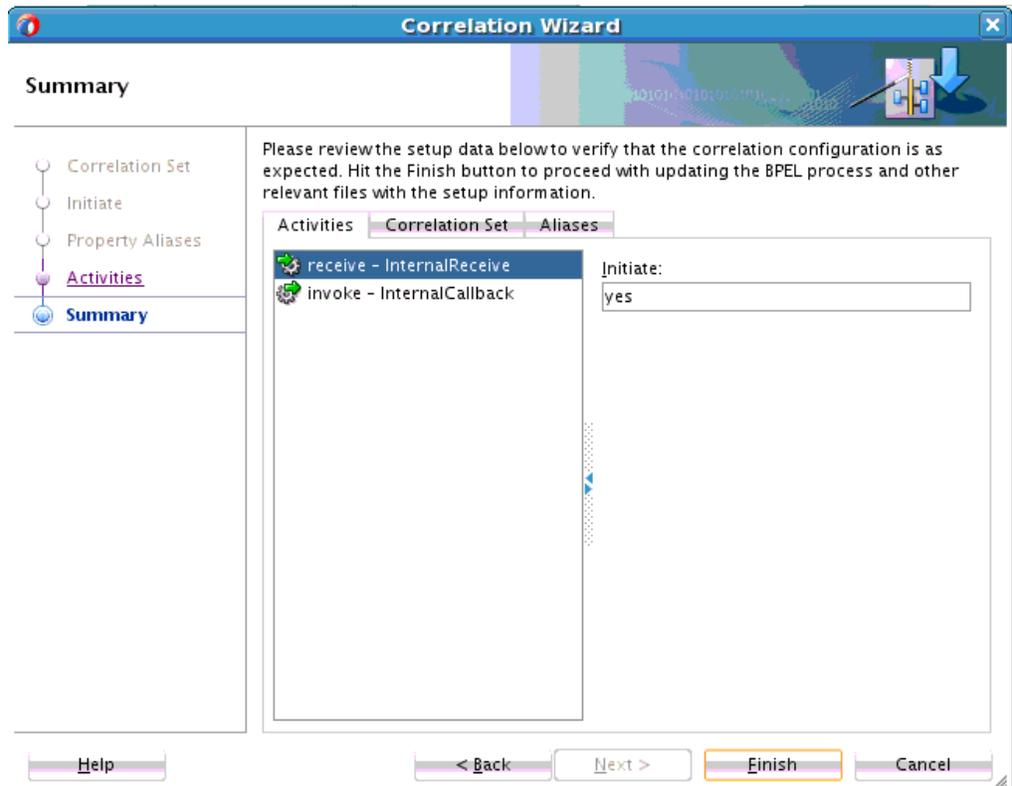 Correlation Wizard
Summary
Correlation Set
Initiate
Property Aliases
Activities
Summary
Please review the setup data below to verify that the correlation configuration is as
expected. Hit the Finish button to proceed with updating the BPEL process and other
relevant files with the setup information.
Activities Correlation Set Aliases
receive - InternalReceive
invoke - InternalCallback
Initiate:
yes
Help < Back Next > Finish Cancel